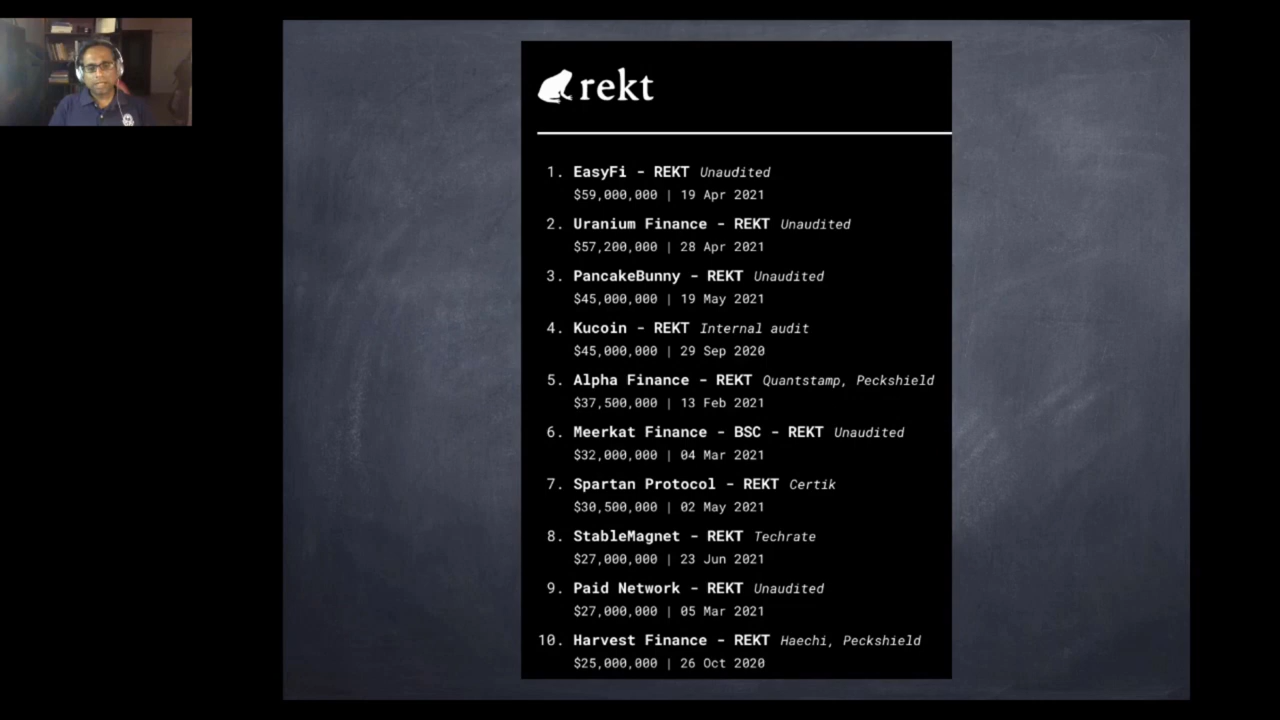 rekt
1. EasyFi - REKT Unaudited
$59,000,000 | 19 Apr 2021
2. Uranium Finance - REKT Unaudited
$57,200,000 | 28 Apr 2021
3. PancakeBunny - REKT Unaudited
$45,000,000 | 19 May 2021
4. Kucoin - REKT Internal audit
$45,000,000 | 29 Sep 2020
5. Alpha Finance - REKT Quantstamp, Peckshield
$37,500,000 | 13 Feb 2021
6. Meerkat Finance - BSC - REKT Unaudited
$32,000,000 | 04 Mar 2021
7. Spartan Protocol - REKT Certik
$30,500,000 | 02 May 2021
8. StableMagnet - REKT Techrate
$27,000,000 | 23 Jun 2021
9. Paid Network - REKT Unaudited
$27,000,000 | 05 Mar 2021
10. Harvest Finance - REKT Haechi, Peckshield
$25,000,000 | 26 Oct 2020